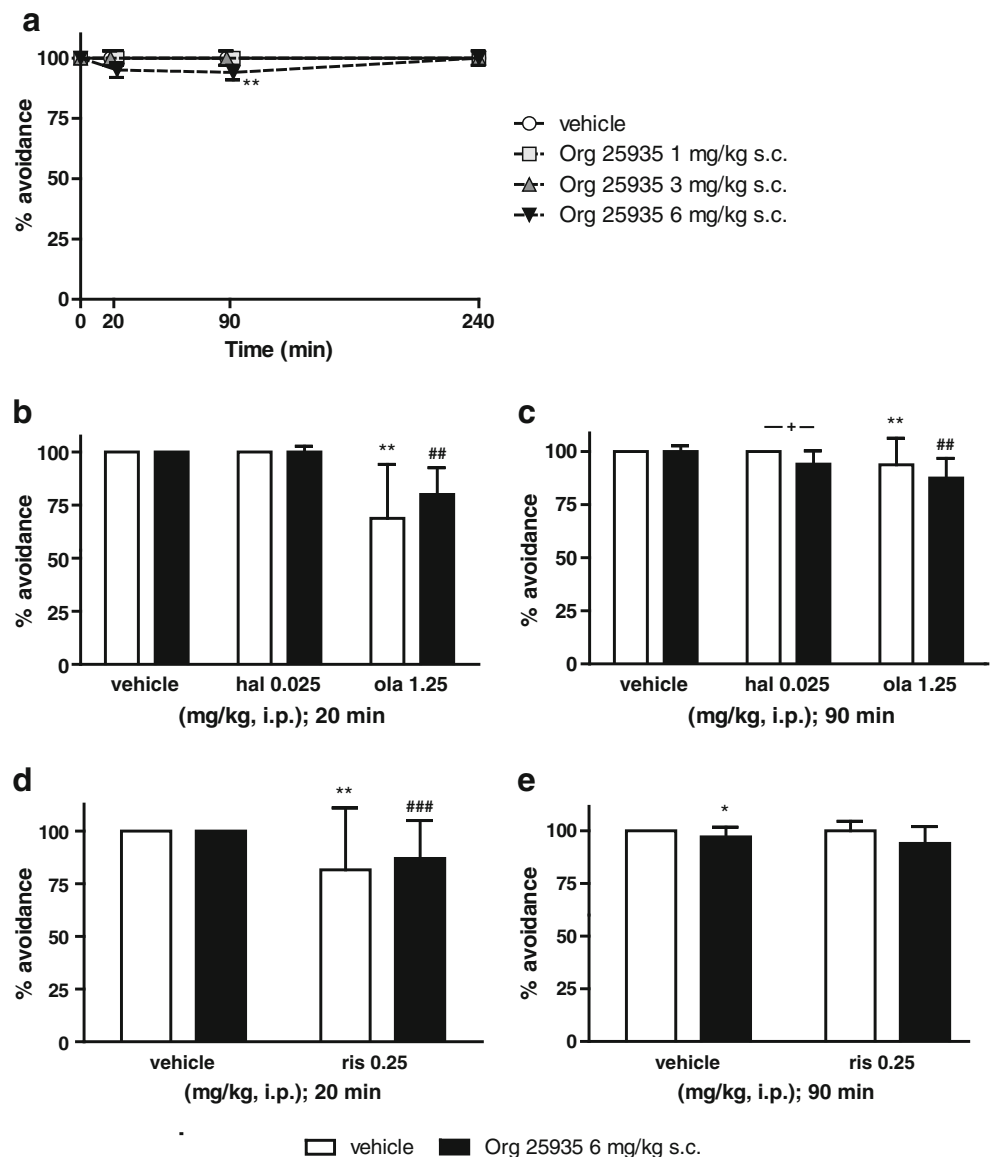 a
100
75
50
25
0
% avoidance
**
0 20 90 240
Time (min)
vehicle
Org 25935 1 mg/kg s.c.
Org 25935 3 mg/kg s.c.
Org 25935 6 mg/kg s.c.
b
100
75
50
25
0
% avoidance
** ##
vehicle hal 0.025 ola 1.25
(mg/kg, i.p.); 20 min
c
100
75
50
25
0
% avoidance
— + — ** ##
vehicle hal 0.025 ola 1.25
(mg/kg, i.p.); 90 min
d
100
75
50
25
0
% avoidance
** ###
vehicle ris 0.25
(mg/kg, i.p.); 20 min
e
100
75
50
25
0
% avoidance
*
vehicle ris 0.25
(mg/kg, i.p.); 90 min
vehicle Org 25935 6 mg/kg s.c.